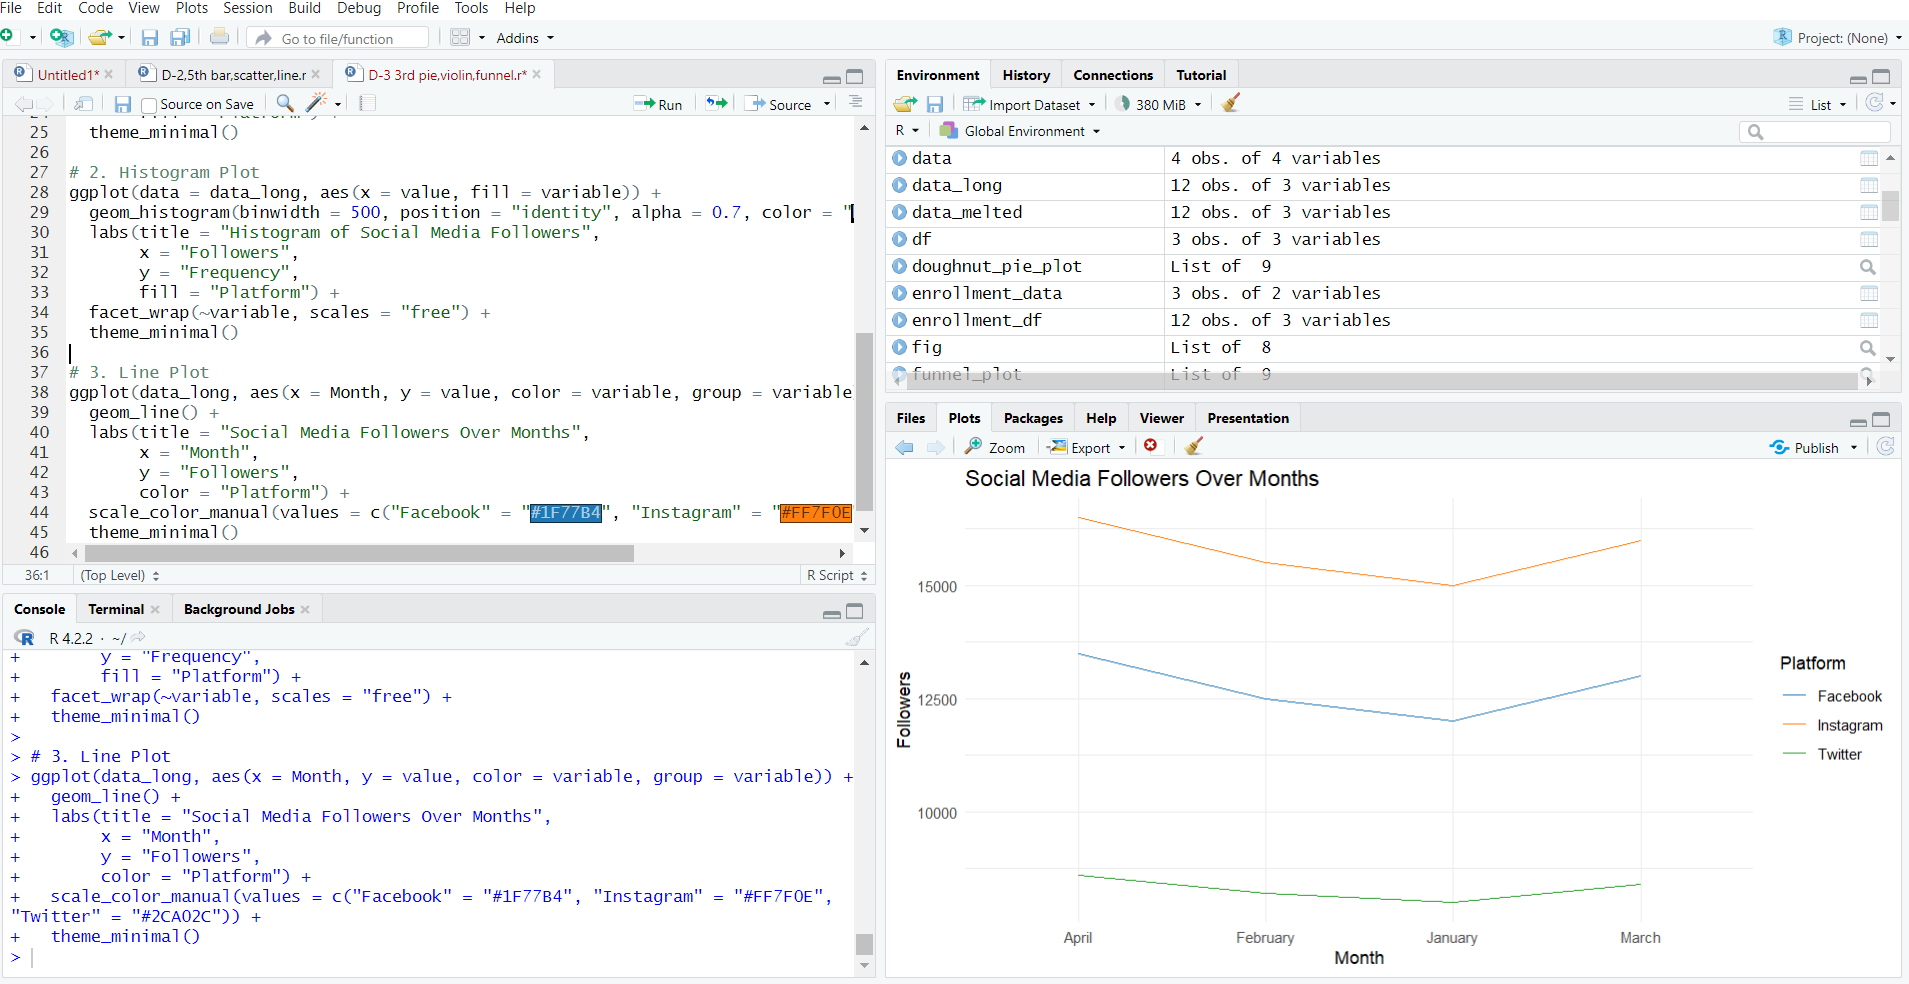 File Edit Code View Plots Session Build Debug Profile Tools Help
Go to file/function Addins Project: (None)
Untitled1* D-2,5th bar,scatter,line.r D-3 3rd pie,violin,funnel.r*
Source on Save Run Source
25 theme_minimal()
26
27 # 2. Histogram Plot
28 ggplot(data = data_long, aes(x = value, fill = variable)) +
29 geom_histogram(binwidth = 500, position = "identity", alpha = 0.7, color = "
30 labs(title = "Histogram of Social Media Followers",
31 x = "Followers",
32 y = "Frequency",
33 fill = "Platform") +
34 facet_wrap(~variable, scales = "free") +
35 theme_minimal()
36
37 # 3. Line Plot
38 ggplot(data_long, aes(x = Month, y = value, color = variable, group = variable
39 geom_line() +
40 labs(title = "Social Media Followers Over Months",
41 x = "Month",
42 y = "Followers",
43 color = "Platform") +
44 scale_color_manual(values = c("Facebook" = "#1F77B4", "Instagram" = "#FF7F0E
45 theme_minimal()
46
36:1 (Top Level) R Script
Console Terminal Background Jobs
R 4.2.2 · ~/
+ y = "Frequency",
+ fill = "Platform") +
+ facet_wrap(~variable, scales = "free") +
+ theme_minimal()
>
> # 3. Line Plot
> ggplot(data_long, aes(x = Month, y = value, color = variable, group = variable)) +
+ geom_line() +
+ labs(title = "Social Media Followers Over Months",
+ x = "Month",
+ y = "Followers",
+ color = "Platform") +
+ scale_color_manual(values = c("Facebook" = "#1F77B4", "Instagram" = "#FF7F0E",
"Twitter" = "#2CA02C")) +
+ theme_minimal()
>
Environment History Connections Tutorial
Import Dataset 380 MiB List
R Global Environment
data 4 obs. of 4 variables
data_long 12 obs. of 3 variables
data_melted 12 obs. of 3 variables
df 3 obs. of 3 variables
doughnut_pie_plot List of 9
enrollment_data 3 obs. of 2 variables
enrollment_df 12 obs. of 3 variables
fig List of 8
funnel_plot List of 9
Files Plots Packages Help Viewer Presentation
Zoom Export Publish
Social Media Followers Over Months
15000
12500
10000
Followers
April February January March
Month
Platform
Facebook
Instagram
Twitter